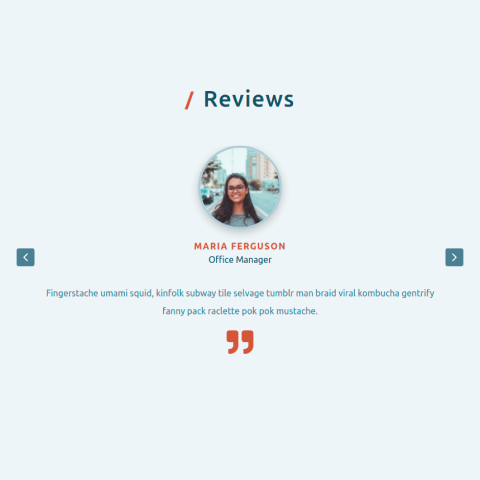 / Reviews
MARIA FERGUSON
Office Manager
Fingerstache umami squid, kinfolk subway tile selvage tumblr man braid viral kombucha gentrify
fanny pack raclette pok pok mustache.